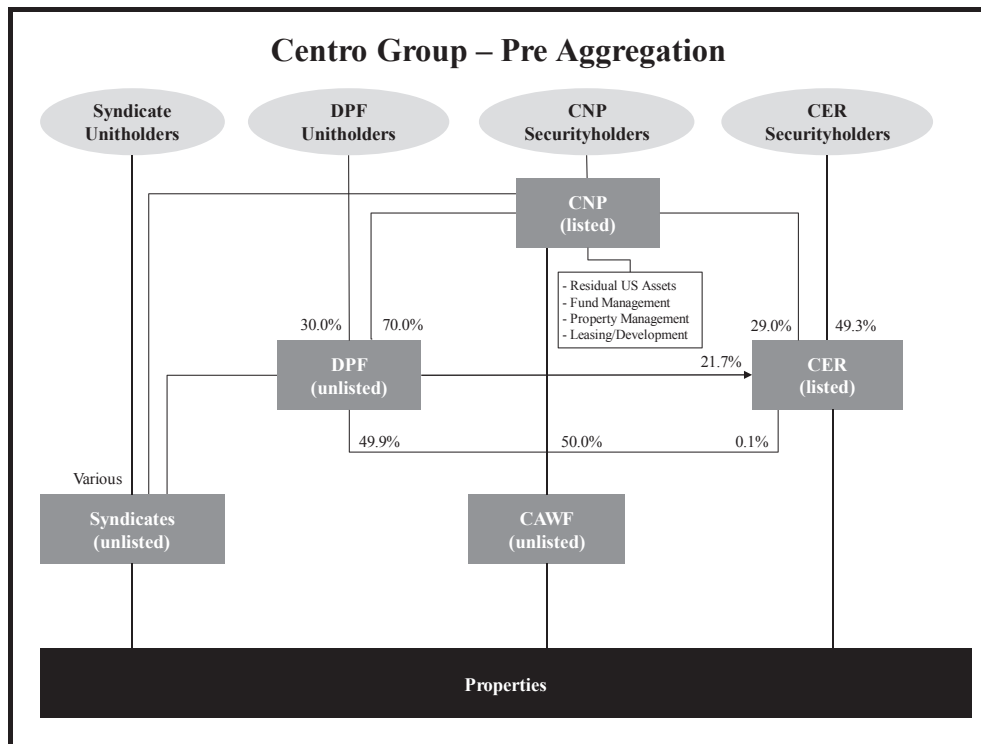 Centro Group – Pre Aggregation
Syndicate
Unitholders
DPF
Unitholders
CNP
Securityholders
CER
Securityholders
CNP
(listed)
- Residual US Assets
- Fund Management
- Property Management
- Leasing/Development
30.0%
70.0%
29.0%
49.3%
DPF
(unlisted)
21.7%
CER
(listed)
49.9%
50.0%
0.1%
Various
Syndicates
(unlisted)
CAWF
(unlisted)
Properties